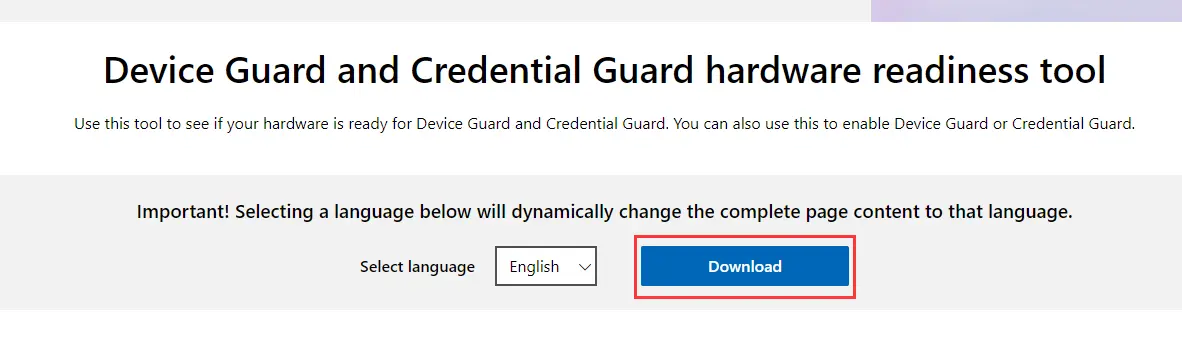 Device Guard and Credential Guard hardware readiness tool
Use this tool to see if your hardware is ready for Device Guard and Credential Guard. You can also use this to enable Device Guard or Credential Guard.
Important! Selecting a language below will dynamically change the complete page content to that language.
Select language English Download